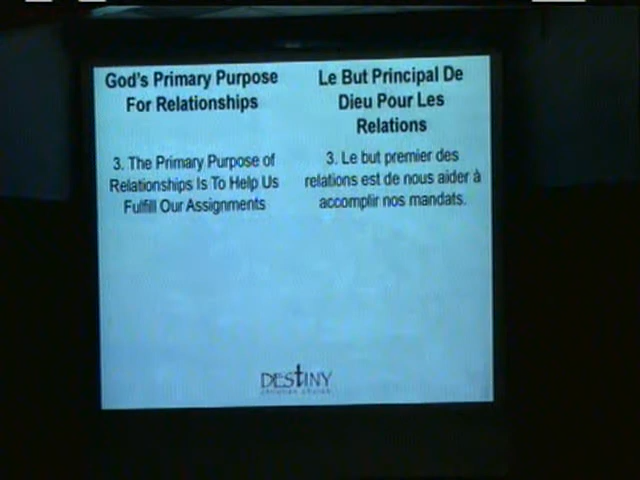 God's Primary Purpose
For Relationships
3. The Primary Purpose of
Relationships Is To Help Us
Fulfill Our Assignments
Le But Principal De
Dieu Pour Les
Relations
3. Le but premier des
relations est de nous aider à
accomplir nos mandats.
DEStINY